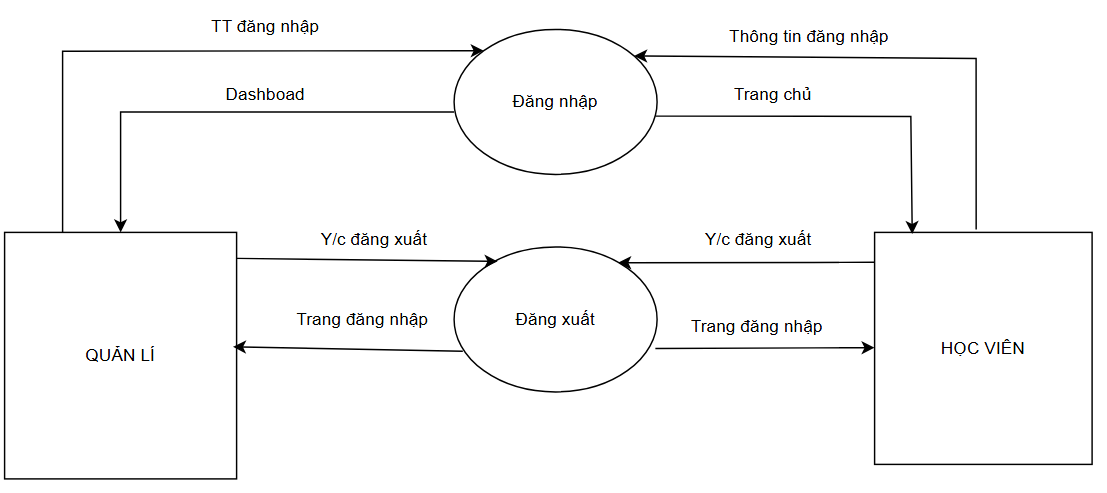 TT đăng nhập
Thông tin đăng nhập
Dashboad
Đăng nhập
Trang chủ
Y/c đăng xuất
Y/c đăng xuất
Trang đăng nhập
Đăng xuất
Trang đăng nhập
QUẢN LÍ
HỌC VIÊN